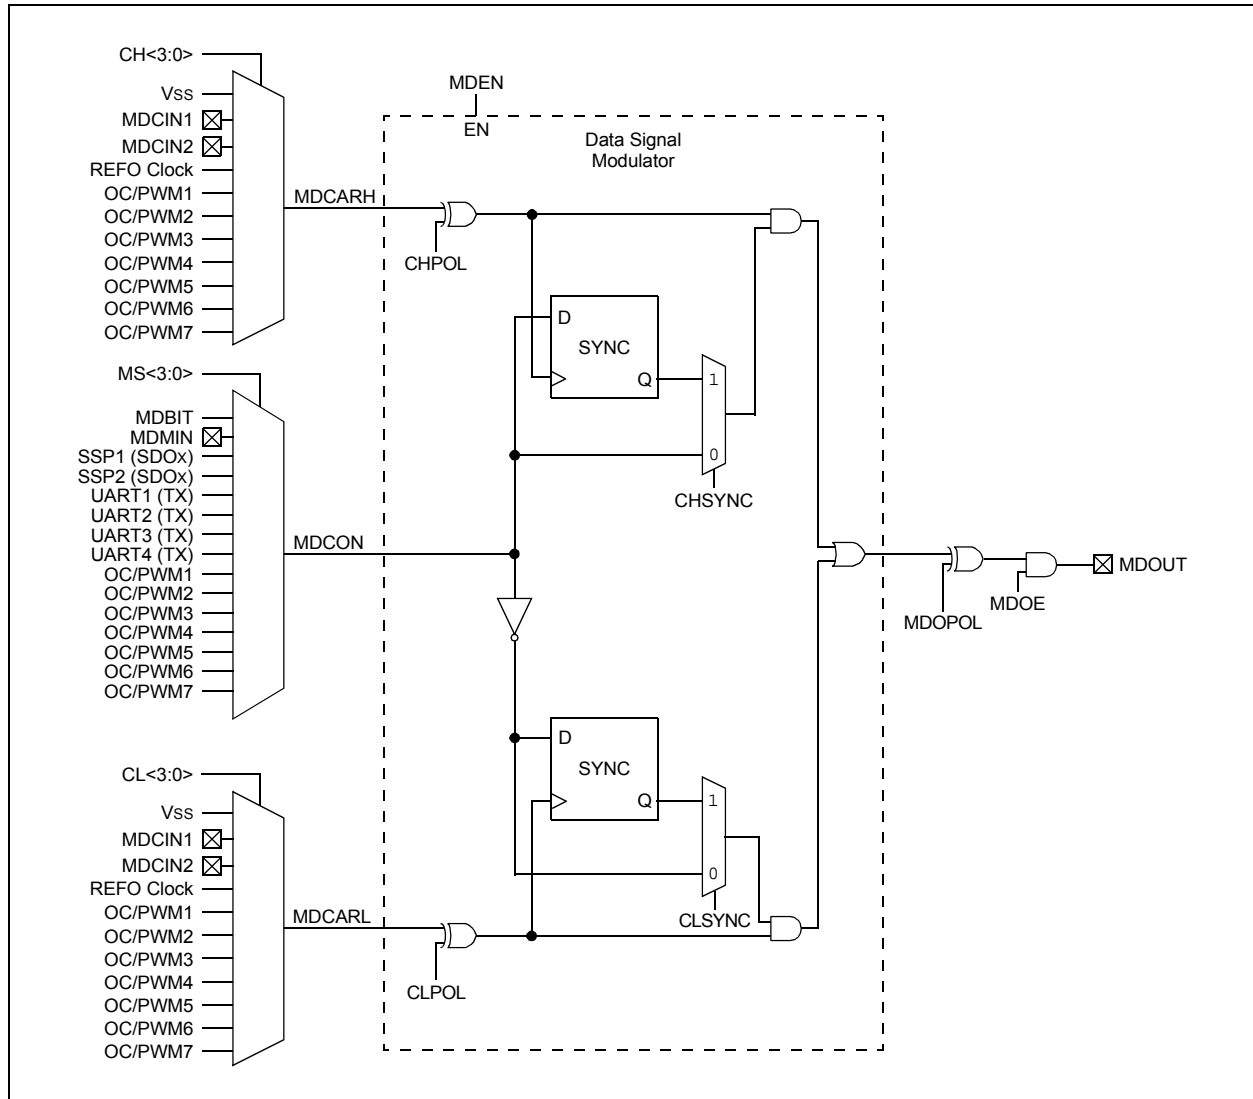 CH<3:0>
VSS
MDCIN1
MDCIN2
REFO Clock
OC/PWM1
OC/PWM2
OC/PWM3
OC/PWM4
OC/PWM5
OC/PWM6
OC/PWM7
MDCARH
MS<3:0>
MDBIT
MDMIN
SSP1 (SDOx)
SSP2 (SDOx)
UART1 (TX)
UART2 (TX)
UART3 (TX)
UART4 (TX)
OC/PWM1
OC/PWM2
OC/PWM3
OC/PWM4
OC/PWM5
OC/PWM6
OC/PWM7
MDCON
CL<3:0>
VSS
MDCIN1
MDCIN2
REFO Clock
OC/PWM1
OC/PWM2
OC/PWM3
OC/PWM4
OC/PWM5
OC/PWM6
OC/PWM7
MDCARL
MDEN
EN
Data Signal
Modulator
CHPOL
D
SYNC
Q
1
0
CHSYNC
D
SYNC
Q
1
0
CLSYNC
CLPOL
MDOPOL
MDOE
MDOUT